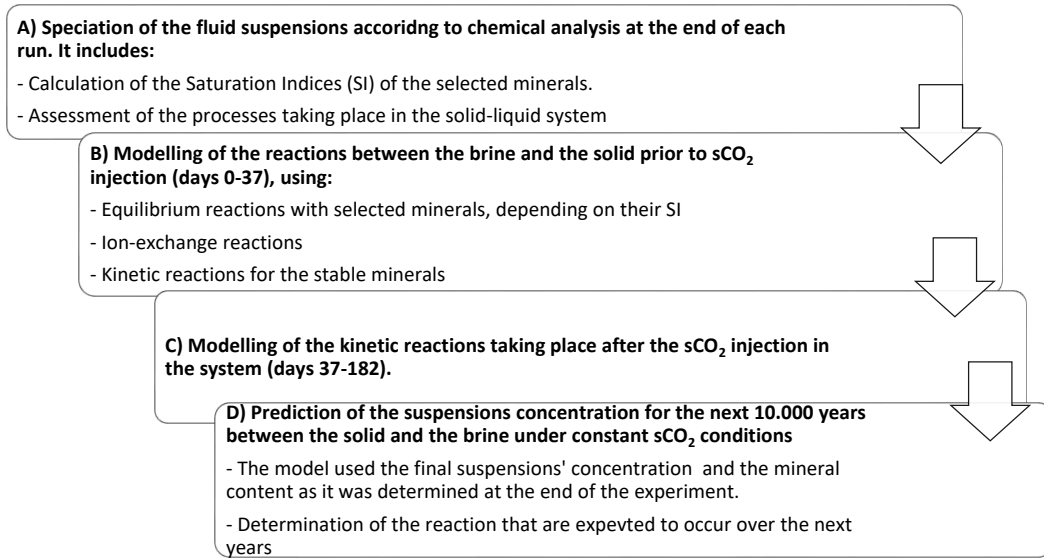 A) Speciation of the fluid suspensions accoridng to chemical analysis at the end of each
run. It includes:
- Calculation of the Saturation Indices (SI) of the selected minerals.
- Assessment of the processes taking place in the solid-liquid system
B) Modelling of the reactions between the brine and the solid prior to sCO₂
injection (days 0-37), using:
- Equilibrium reactions with selected minerals, depending on their SI
- Ion-exchange reactions
- Kinetic reactions for the stable minerals
C) Modelling of the kinetic reactions taking place after the sCO₂ injection in
the system (days 37-182).
D) Prediction of the suspensions concentration for the next 10.000 years
between the solid and the brine under constant sCO₂ conditions
- The model used the final suspensions' concentration and the mineral
content as it was determined at the end of the experiment.
- Determination of the reaction that are expevted to occur over the next
years